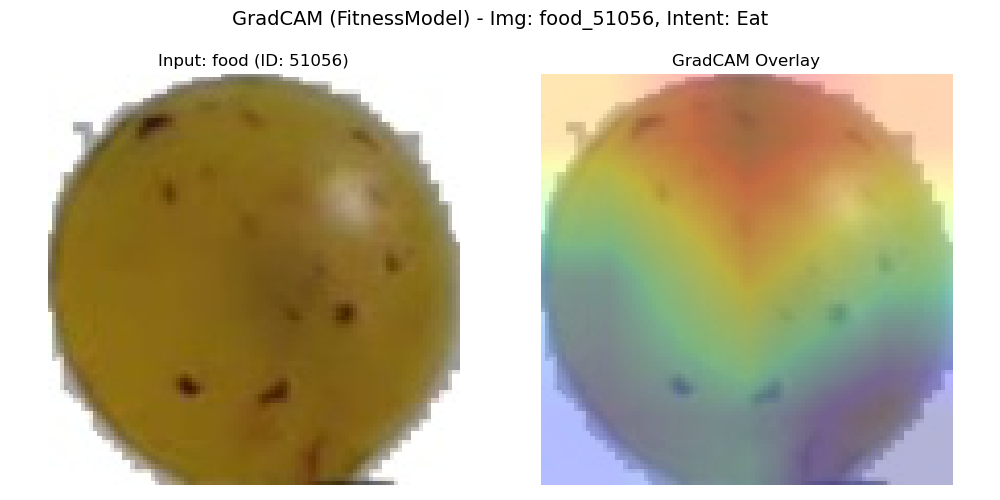 GradCAM (FitnessModel) - Img: food_51056, Intent: Eat
Input: food (ID: 51056)
GradCAM Overlay